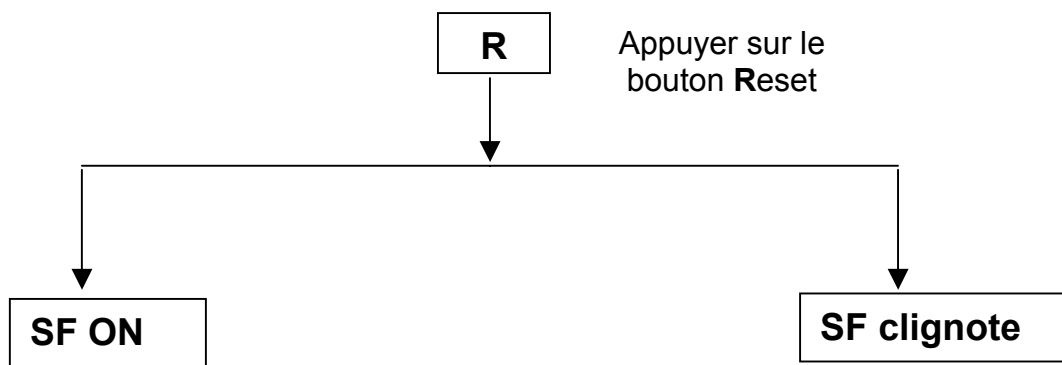 R
Appuyer sur le
bouton Reset
SF ON
SF clignote